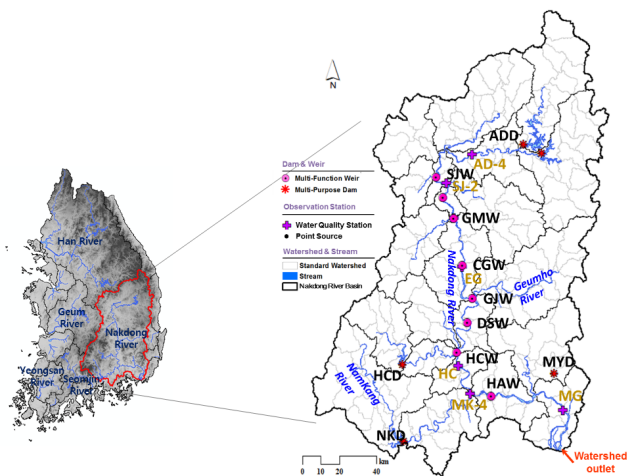 Han River
Geum
River
Nakdong
River
Yeongsan
River
Seomjin
River
N
Dam & Weir
Multi-Function Weir
Multi-Purpose Dam
Observation Station
Water Quality Station
Point Source
Watershed & Stream
Standard Watershed
Stream
Nakdong River Basin
ADD
AD-4
SJW
SJ-2
GMW
CGW
EG
Nakdong River
Geumho
River
GJW
DSW
HCW
HCD
HC
MYD
NamKang
River
HAW
MK-4
MG
NKD
Watershed
outlet
0 10 20 40
km